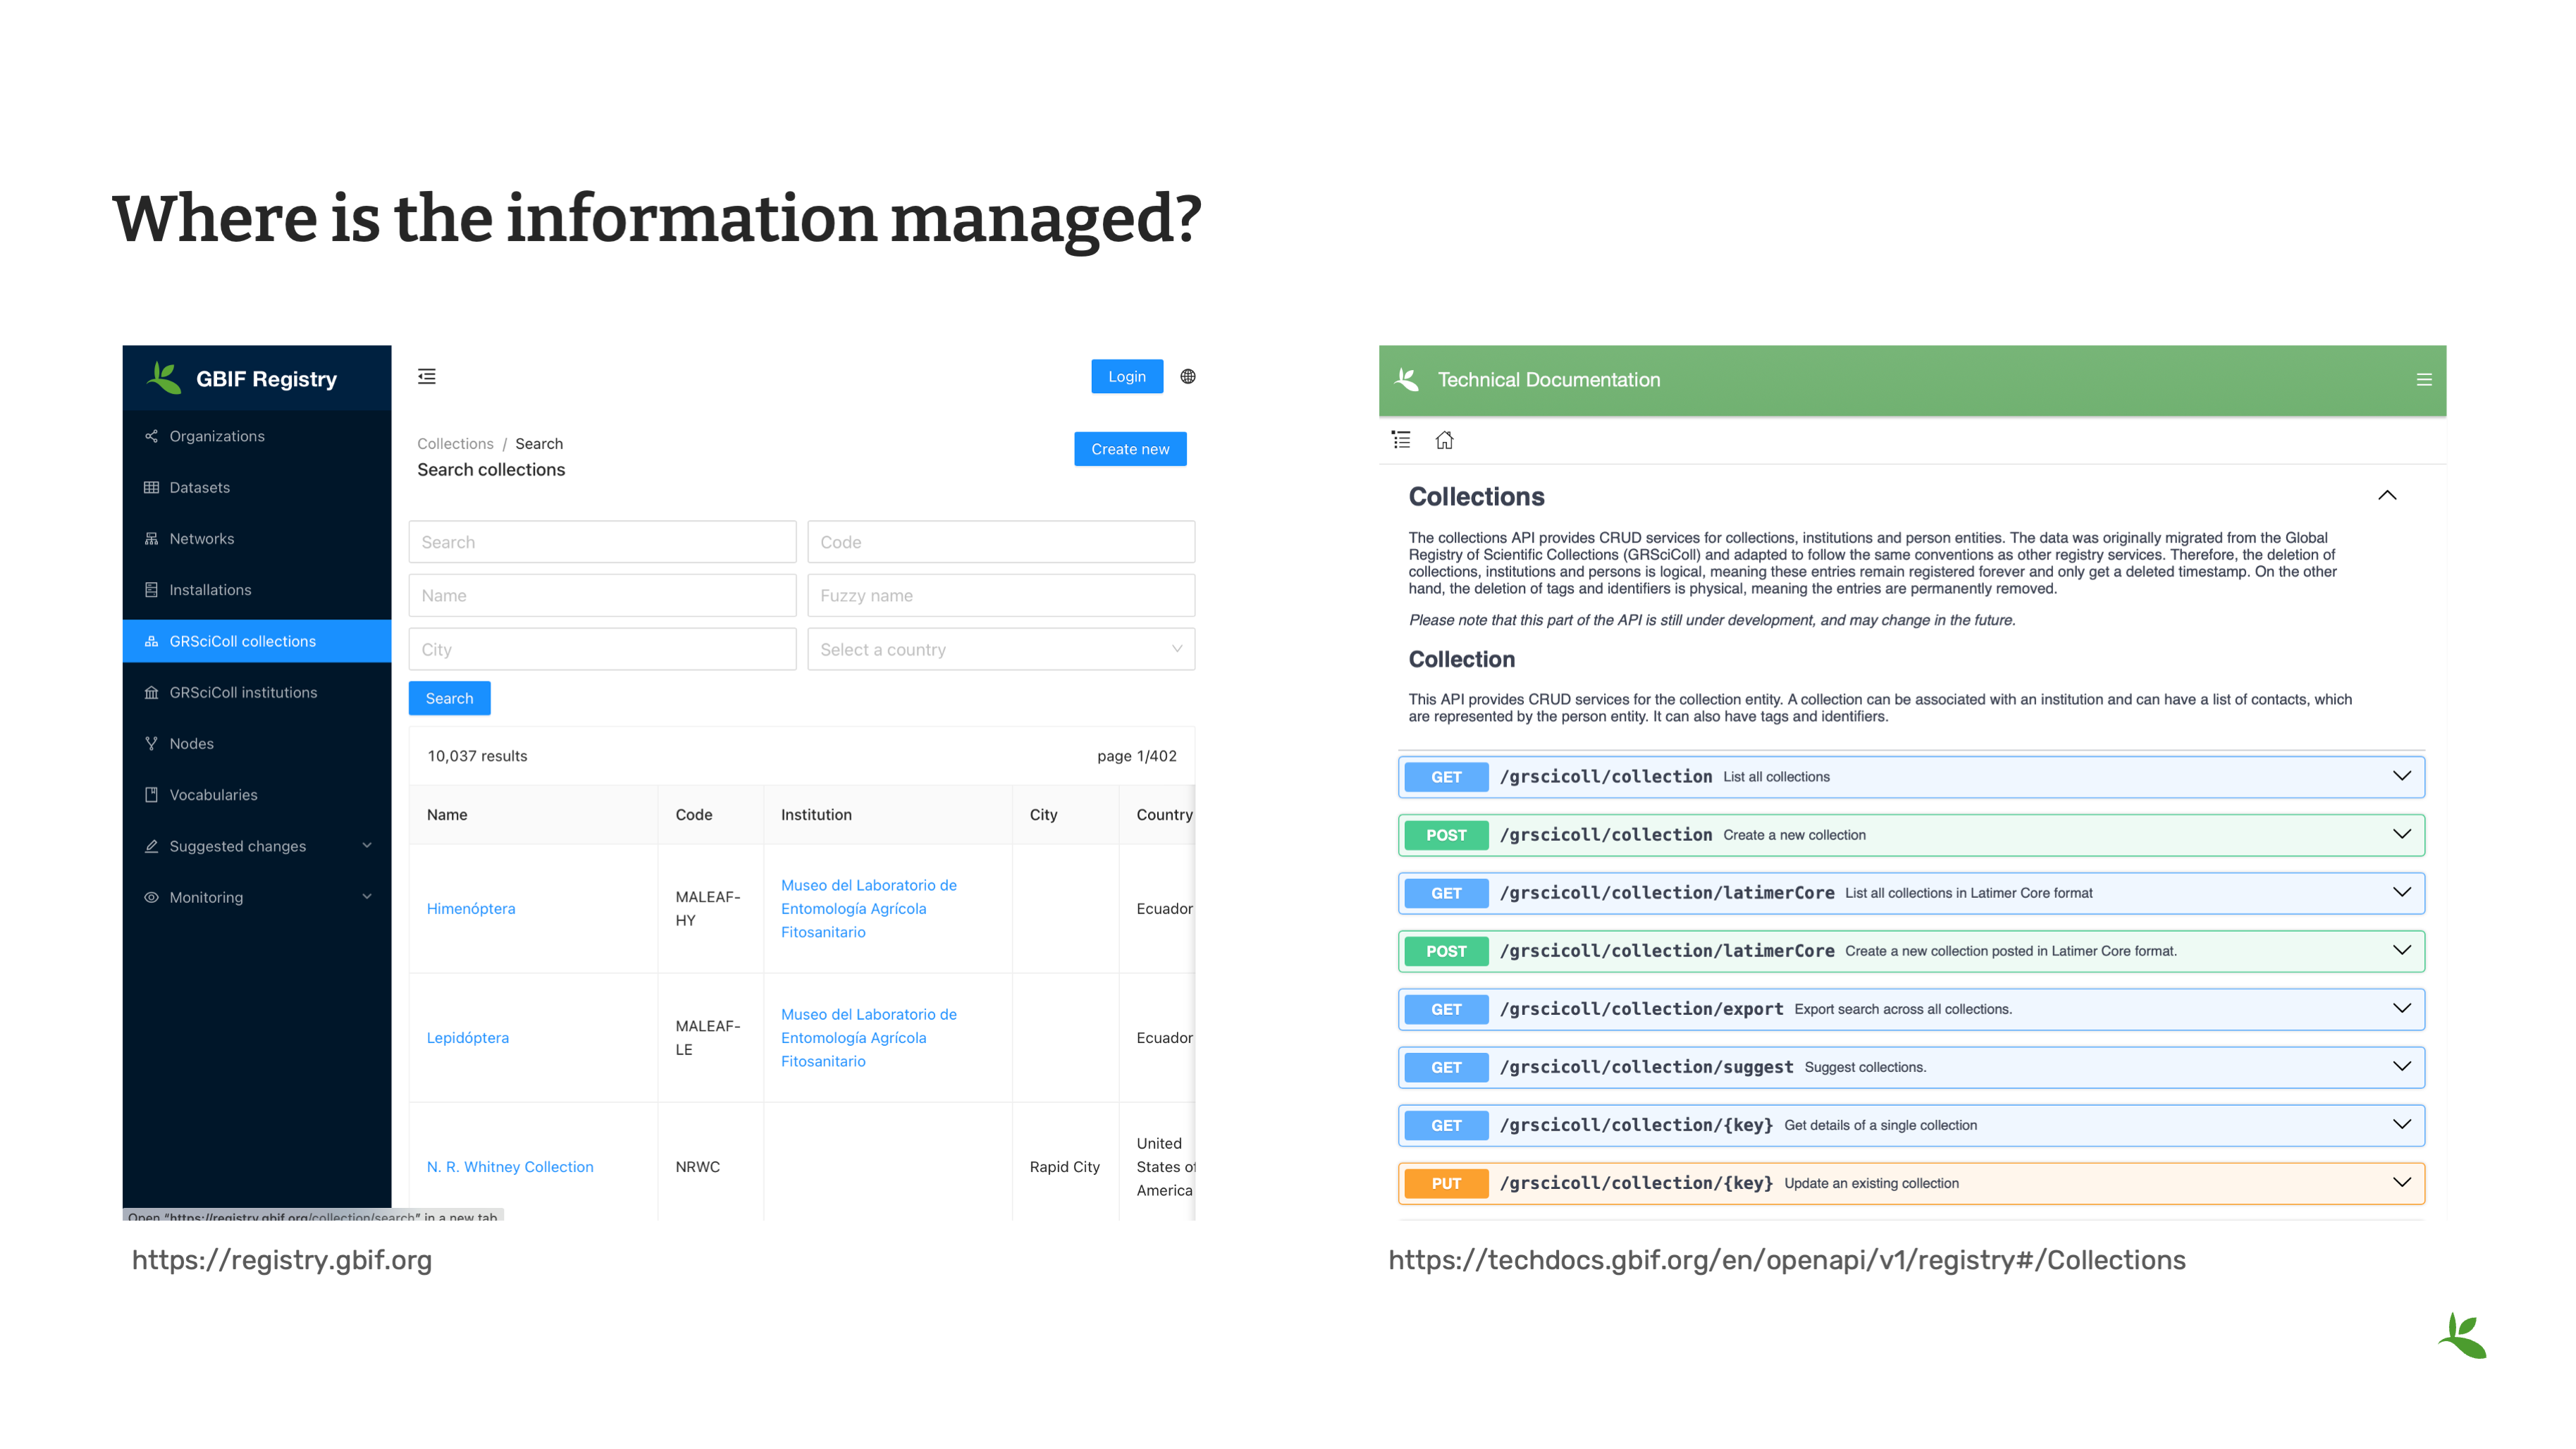 Where is the information managed?
GBIF Registry
Organizations
Datasets
Networks
Installations
GRSciColl collections
GRSciColl institutions
Nodes
Vocabularies
Suggested changes
Monitoring
Open "https://registry.gbif.org/collection/search" in a new tab
Login
Collections / Search
Search collections
Create new
Search
Code
Name
Fuzzy name
City
Select a country
Search
10,037 results
page 1/402
Name Code Institution City Country
Himenóptera
MALEAF-
HY
Museo del Laboratorio de
Entomología Agrícola
Fitosanitario
Ecuador
Lepidóptera
MALEAF-
LE
Museo del Laboratorio de
Entomología Agrícola
Fitosanitario
Ecuador
N. R. Whitney Collection
NRWC
Rapid City
United
States of
America
https://registry.gbif.org
Technical Documentation
Collections
The collections API provides CRUD services for collections, institutions and person entities. The data was originally migrated from the Global
Registry of Scientific Collections (GRSciColl) and adapted to follow the same conventions as other registry services. Therefore, the deletion of
collections, institutions and persons is logical, meaning these entries remain registered forever and only get a deleted timestamp. On the other
hand, the deletion of tags and identifiers is physical, meaning the entries are permanently removed.
Please note that this part of the API is still under development, and may change in the future.
Collection
This API provides CRUD services for the collection entity. A collection can be associated with an institution and can have a list of contacts, which
are represented by the person entity. It can also have tags and identifiers.
GET /grscicoll/collection List all collections
POST /grscicoll/collection Create a new collection
GET /grscicoll/collection/latimerCore List all collections in Latimer Core format
POST /grscicoll/collection/latimerCore Create a new collection posted in Latimer Core format.
GET /grscicoll/collection/export Export search across all collections.
GET /grscicoll/collection/suggest Suggest collections.
GET /grscicoll/collection/{key} Get details of a single collection
PUT /grscicoll/collection/{key} Update an existing collection
https://techdocs.gbif.org/en/openapi/v1/registry#/Collections